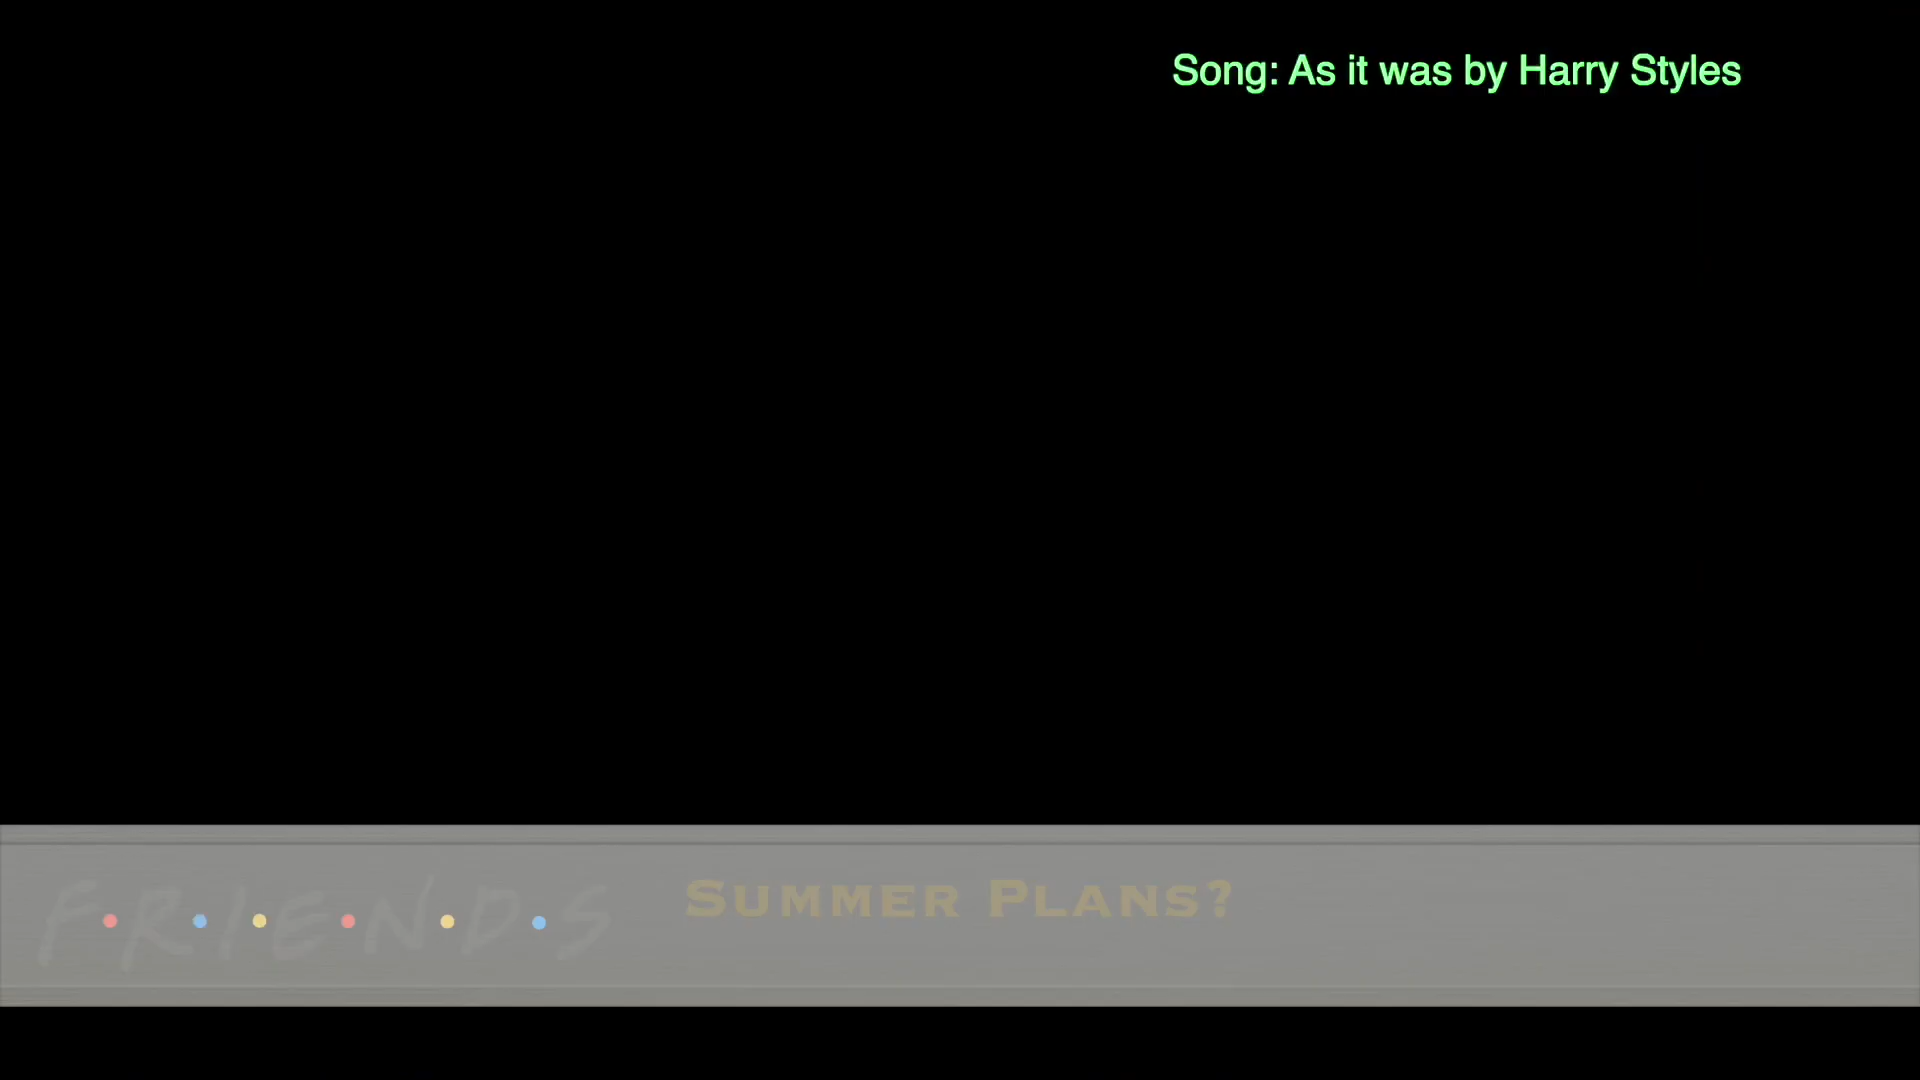 Song: As it was by Harry Styles
F•R•I•E•N•D•S
Summer Plans?